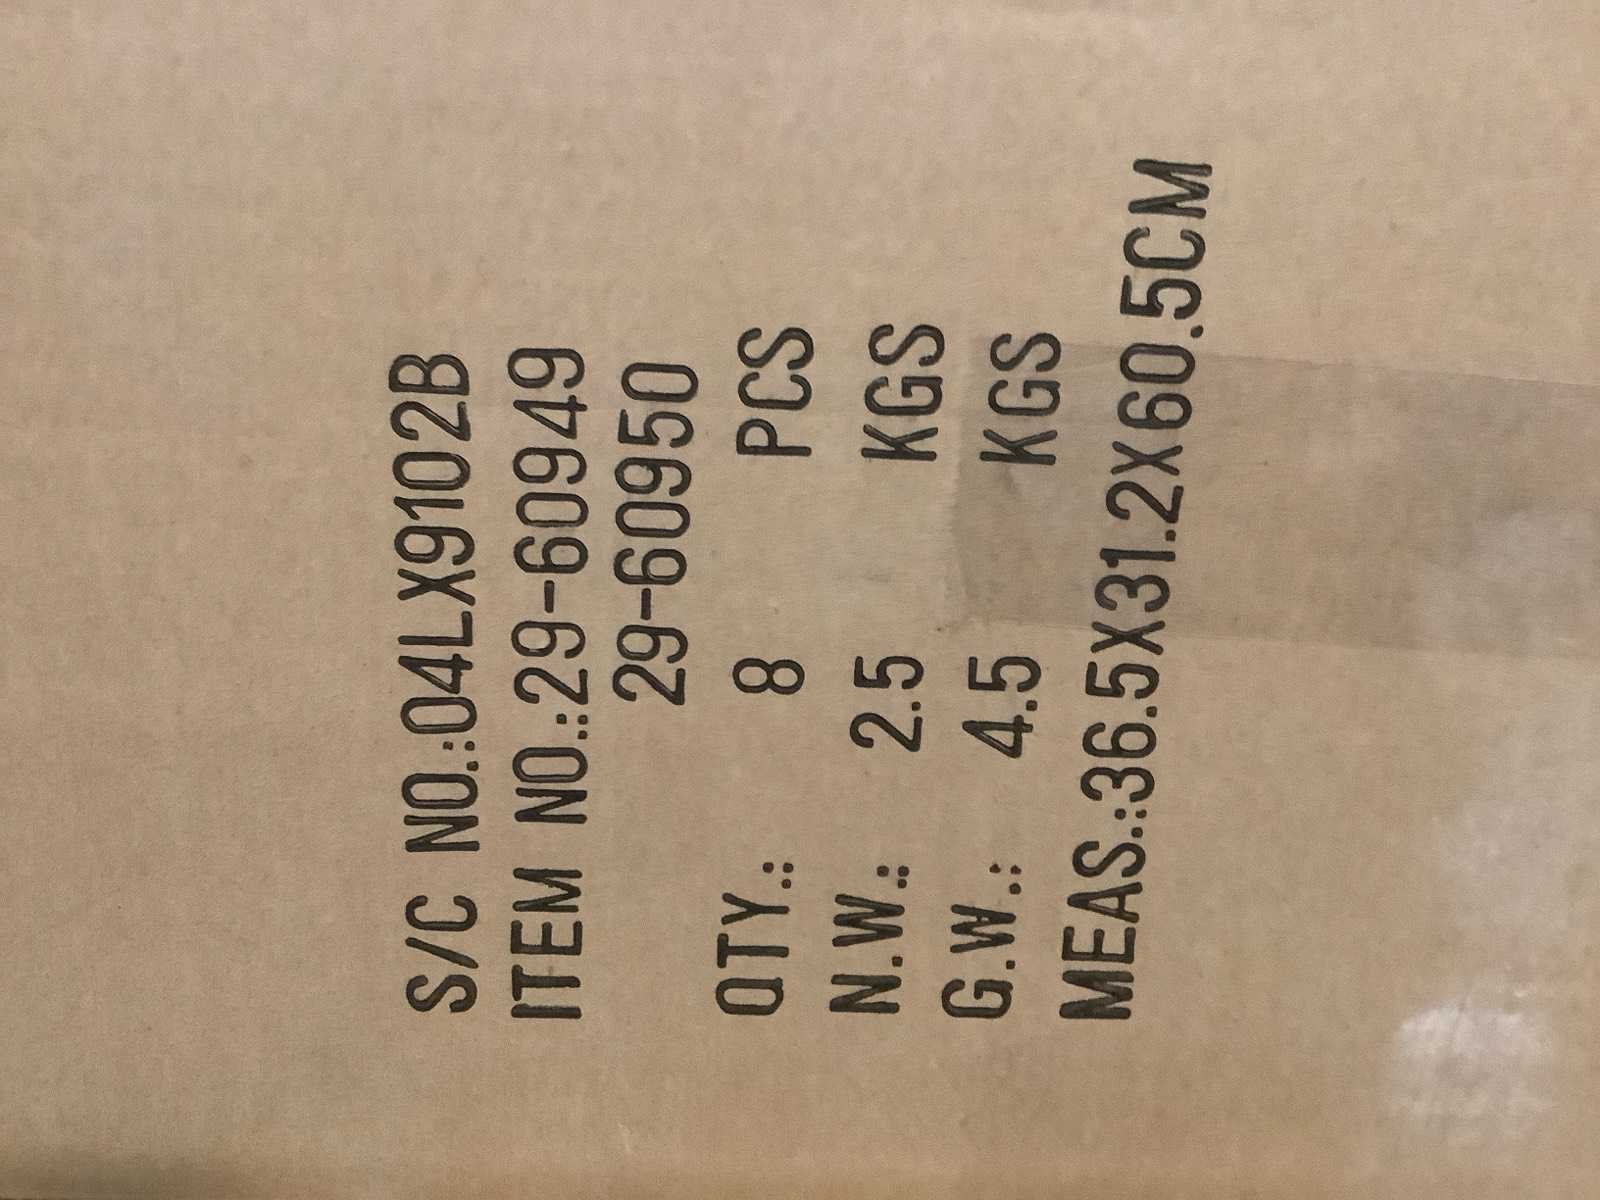 S/C NO.:04LX9102B
ITEM NO.:29-60949
29-60950
QTY.: 8 PCS
N.W.: 2.5 KGS
G.W.: 4.5 KGS
MEAS.:36.5X31.2X60.5CM